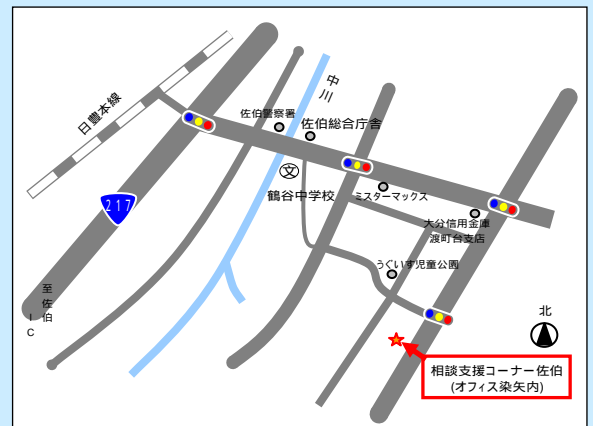 日豊本線
中川
佐伯警察署
佐伯総合庁舎
文
鶴谷中学校
ミスターマックス
217
大分信用金庫
渡町台支店
うぐいす児童公園
至佐伯IC
北
相談支援コーナー佐伯
(オフィス染矢内)